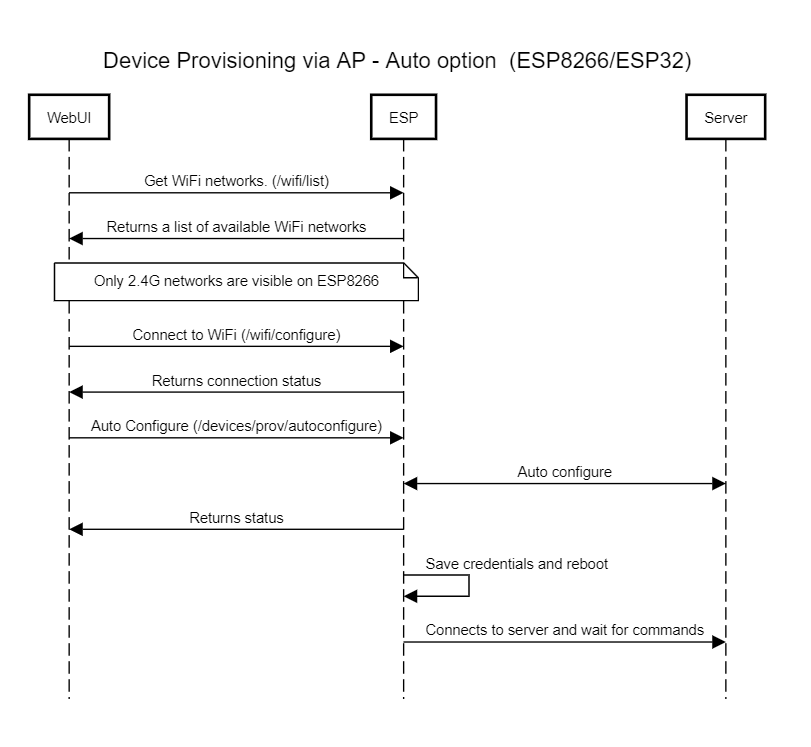 Device Provisioning via AP - Auto option  (ESP8266/ESP32)
WebUI
ESP
Server
Get WiFi networks. (/wifi/list)
Returns a list of available WiFi networks
Only 2.4G networks are visible on ESP8266
Connect to WiFi (/wifi/configure)
Returns connection status
Auto Configure (/devices/prov/autoconfigure)
Auto configure
Returns status
Save credentials and reboot
Connects to server and wait for commands